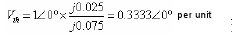 V_th = 1∠0° × j0.025/j0.075 = 0.3333∠0° per unit